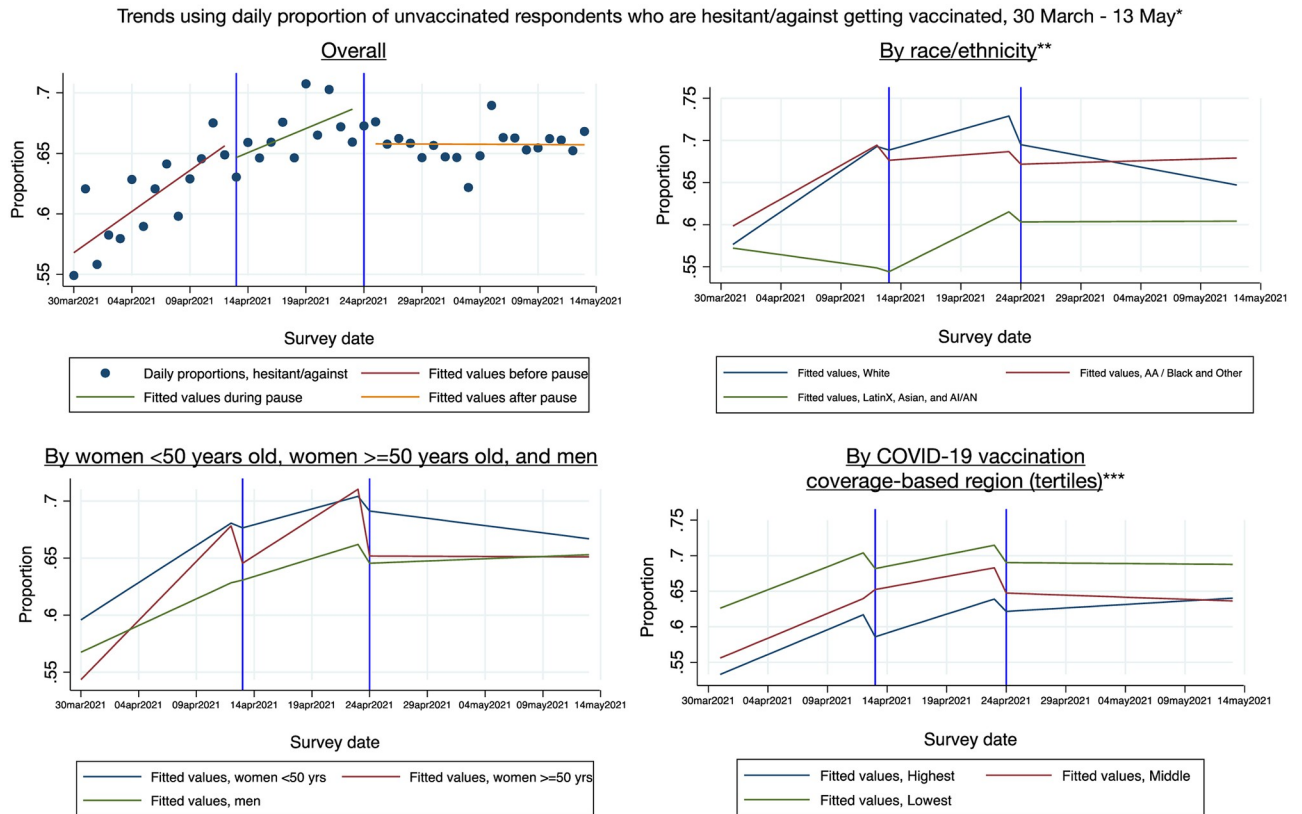 Trends using daily proportion of unvaccinated respondents who are hesitant/against getting vaccinated, 30 March - 13 May*
Overall
Proportion
.7
.65
.6
.55
30mar2021 04apr2021 09apr2021 14apr2021 19apr2021 24apr2021 29apr2021 04may2021 09may2021 14may2021
Survey date
Daily proportions, hesitant/against
Fitted values before pause
Fitted values during pause
Fitted values after pause
By race/ethnicity**
Proportion
.75
.7
.65
.6
.55
30mar2021 04apr2021 09apr2021 14apr2021 19apr2021 24apr2021 29apr2021 04may2021 09may2021 14may2021
Survey date
Fitted values, White
Fitted values, AA / Black and Other
Fitted values, LatinX, Asian, and AI/AN
By women <50 years old, women >=50 years old, and men
Proportion
.7
.65
.6
.55
30mar2021 04apr2021 09apr2021 14apr2021 19apr2021 24apr2021 29apr2021 04may2021 09may2021 14may2021
Survey date
Fitted values, women <50 yrs
Fitted values, women >=50 yrs
Fitted values, men
By COVID-19 vaccination
coverage-based region (tertiles)***
Proportion
.75
.7
.65
.6
.55
30mar2021 04apr2021 09apr2021 14apr2021 19apr2021 24apr2021 29apr2021 04may2021 09may2021 14may2021
Survey date
Fitted values, Highest
Fitted values, Middle
Fitted values, Lowest